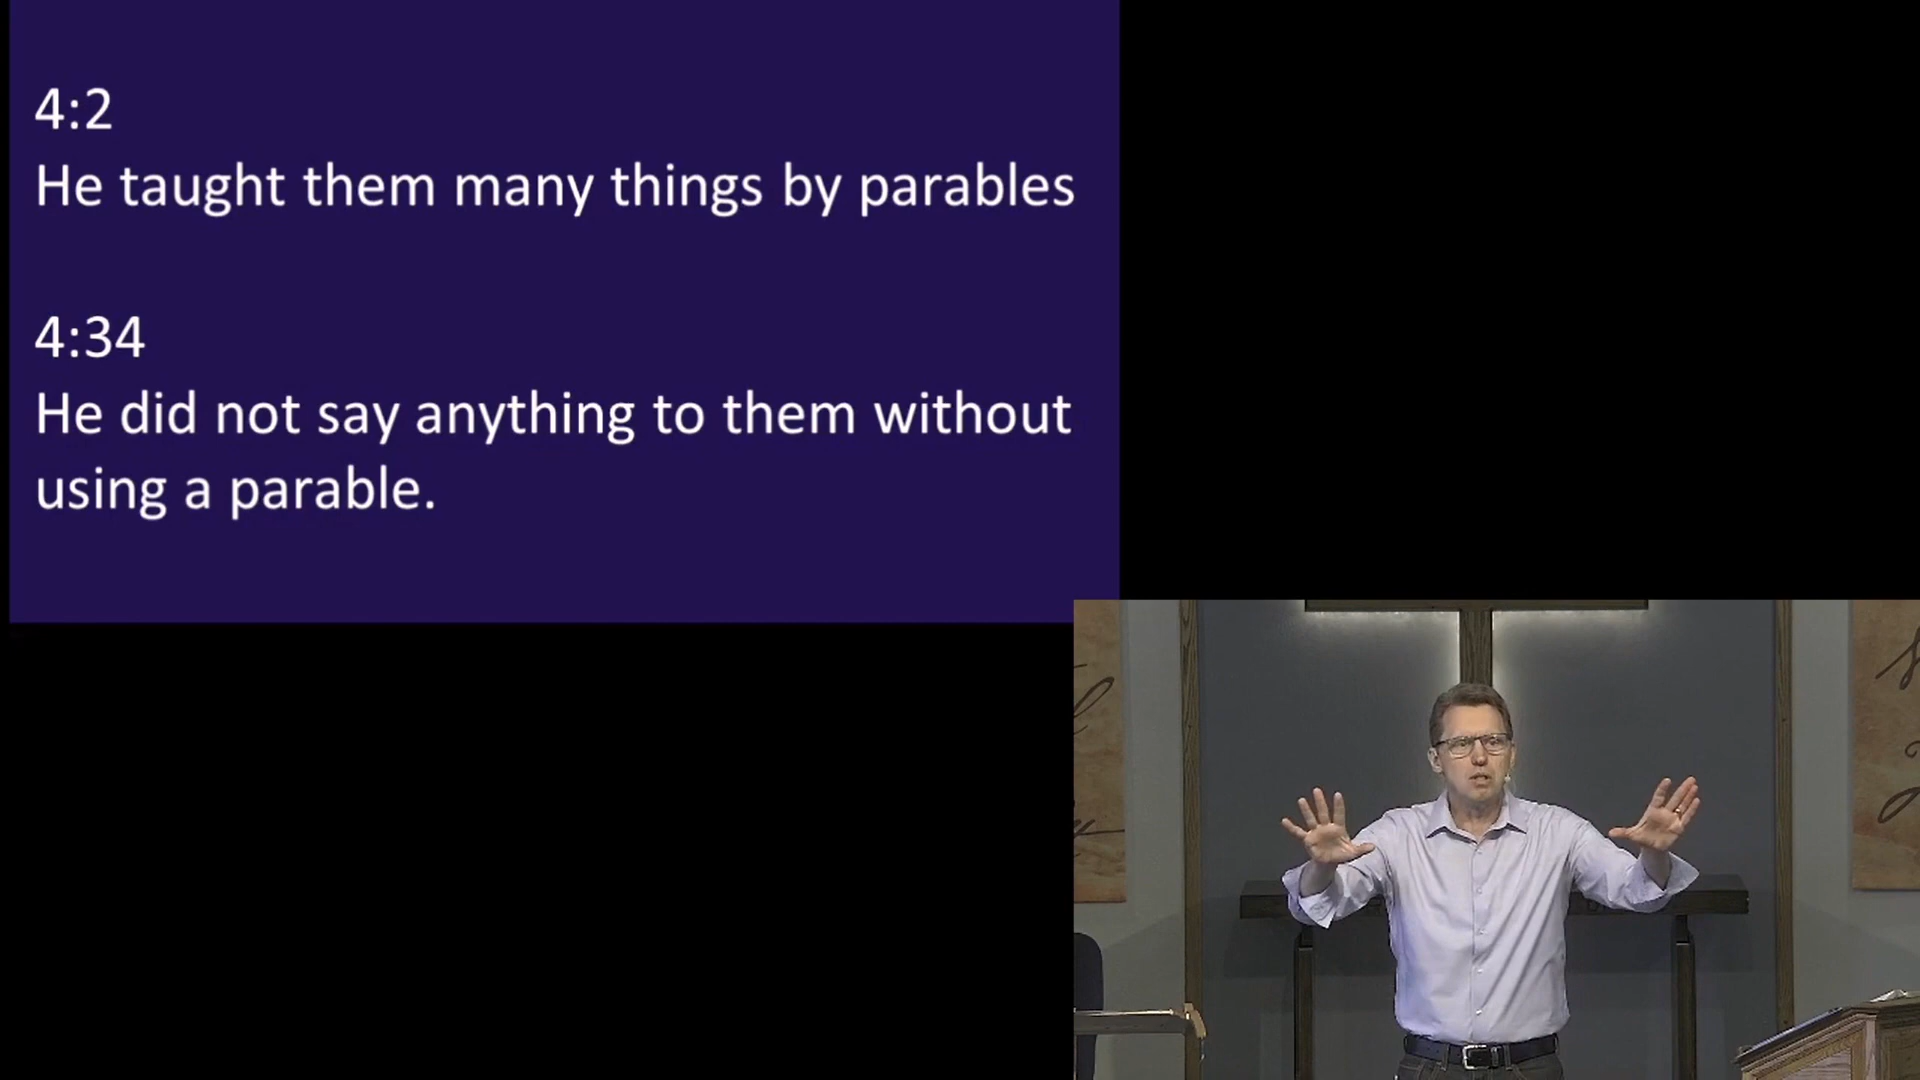 4:2
He taught them many things by parables
4:34
He did not say anything to them without
using a parable.